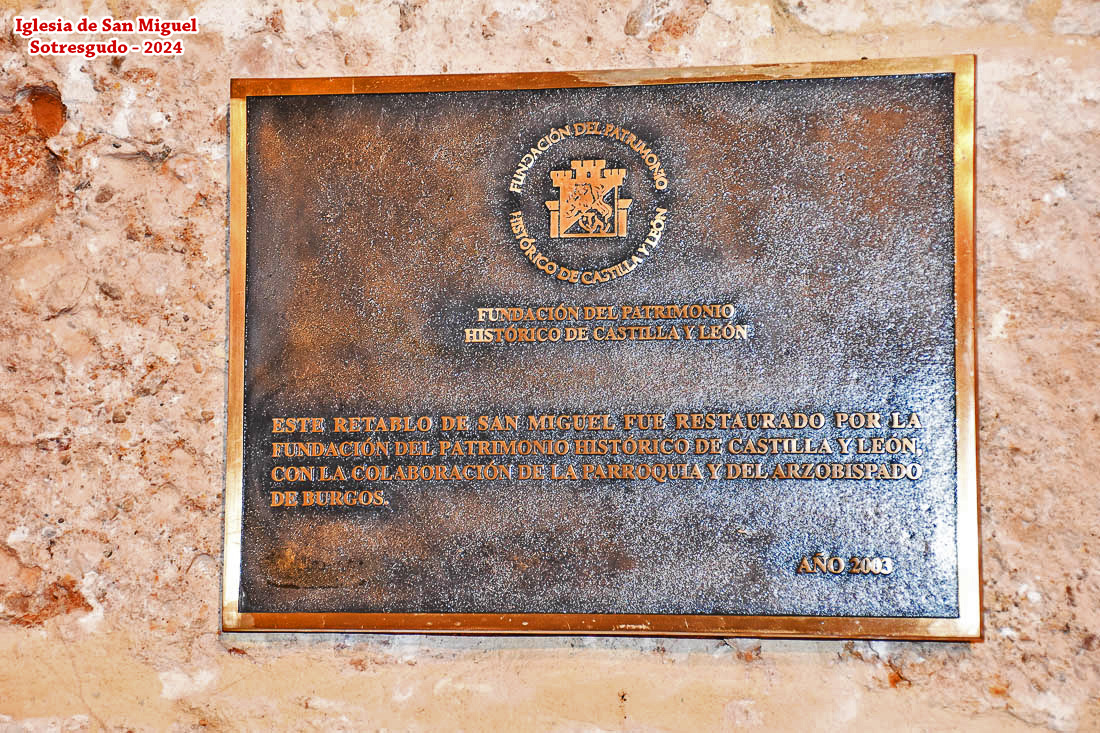 Iglesia de San Miguel
Sotresgudo - 2024
FUNDACIÓN DEL PATRIMONIO
HISTÓRICO DE CASTILLA Y LEÓN
FUNDACIÓN DEL PATRIMONIO
HISTÓRICO DE CASTILLA Y LEÓN
ESTE RETABLO DE SAN MIGUEL FUE RESTAURADO POR LA
FUNDACIÓN DEL PATRIMONIO HISTÓRICO DE CASTILLA Y LEÓN,
CON LA COLABORACIÓN DE LA PARROQUIA Y DEL ARZOBISPADO
DE BURGOS.
AÑO 2003